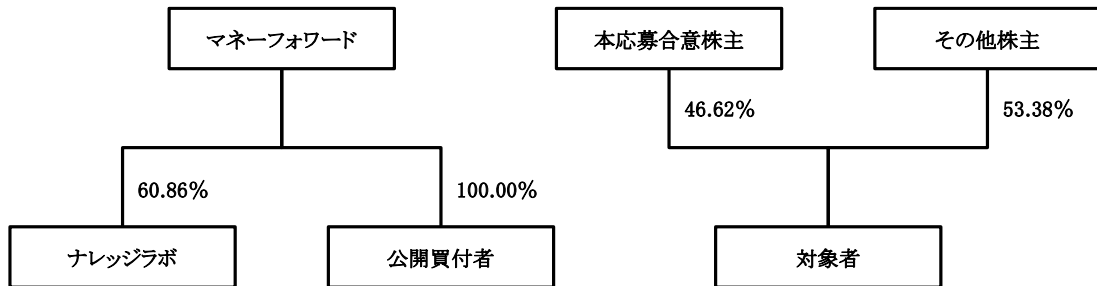 マネーフォワード
本応募合意株主
その他株主
46.62%
53.38%
60.86%
100.00%
ナレッジラボ
公開買付者
対象者